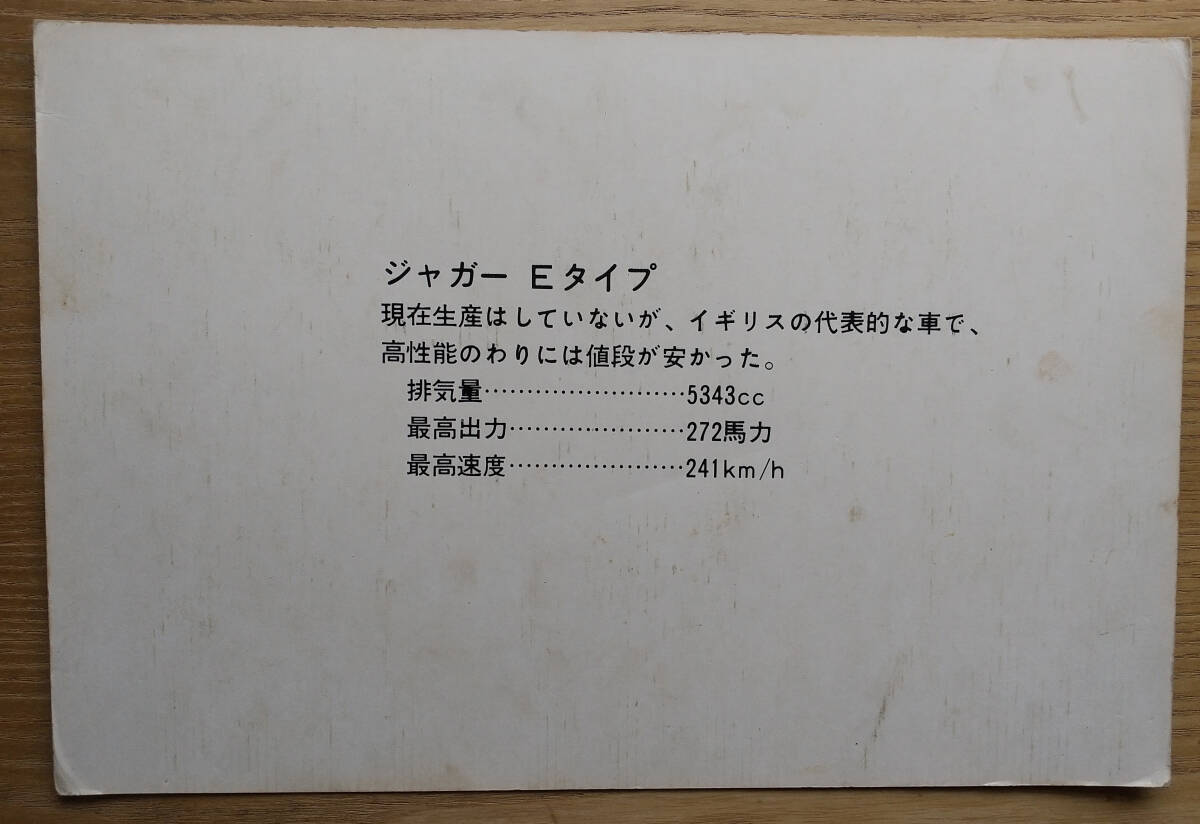 ジャガー Eタイプ
現在生産はしていないが、イギリスの代表的な車で、
高性能のわりには値段が安かった。
排気量……………………5343cc
最高出力…………………272馬力
最高速度…………………241km/h